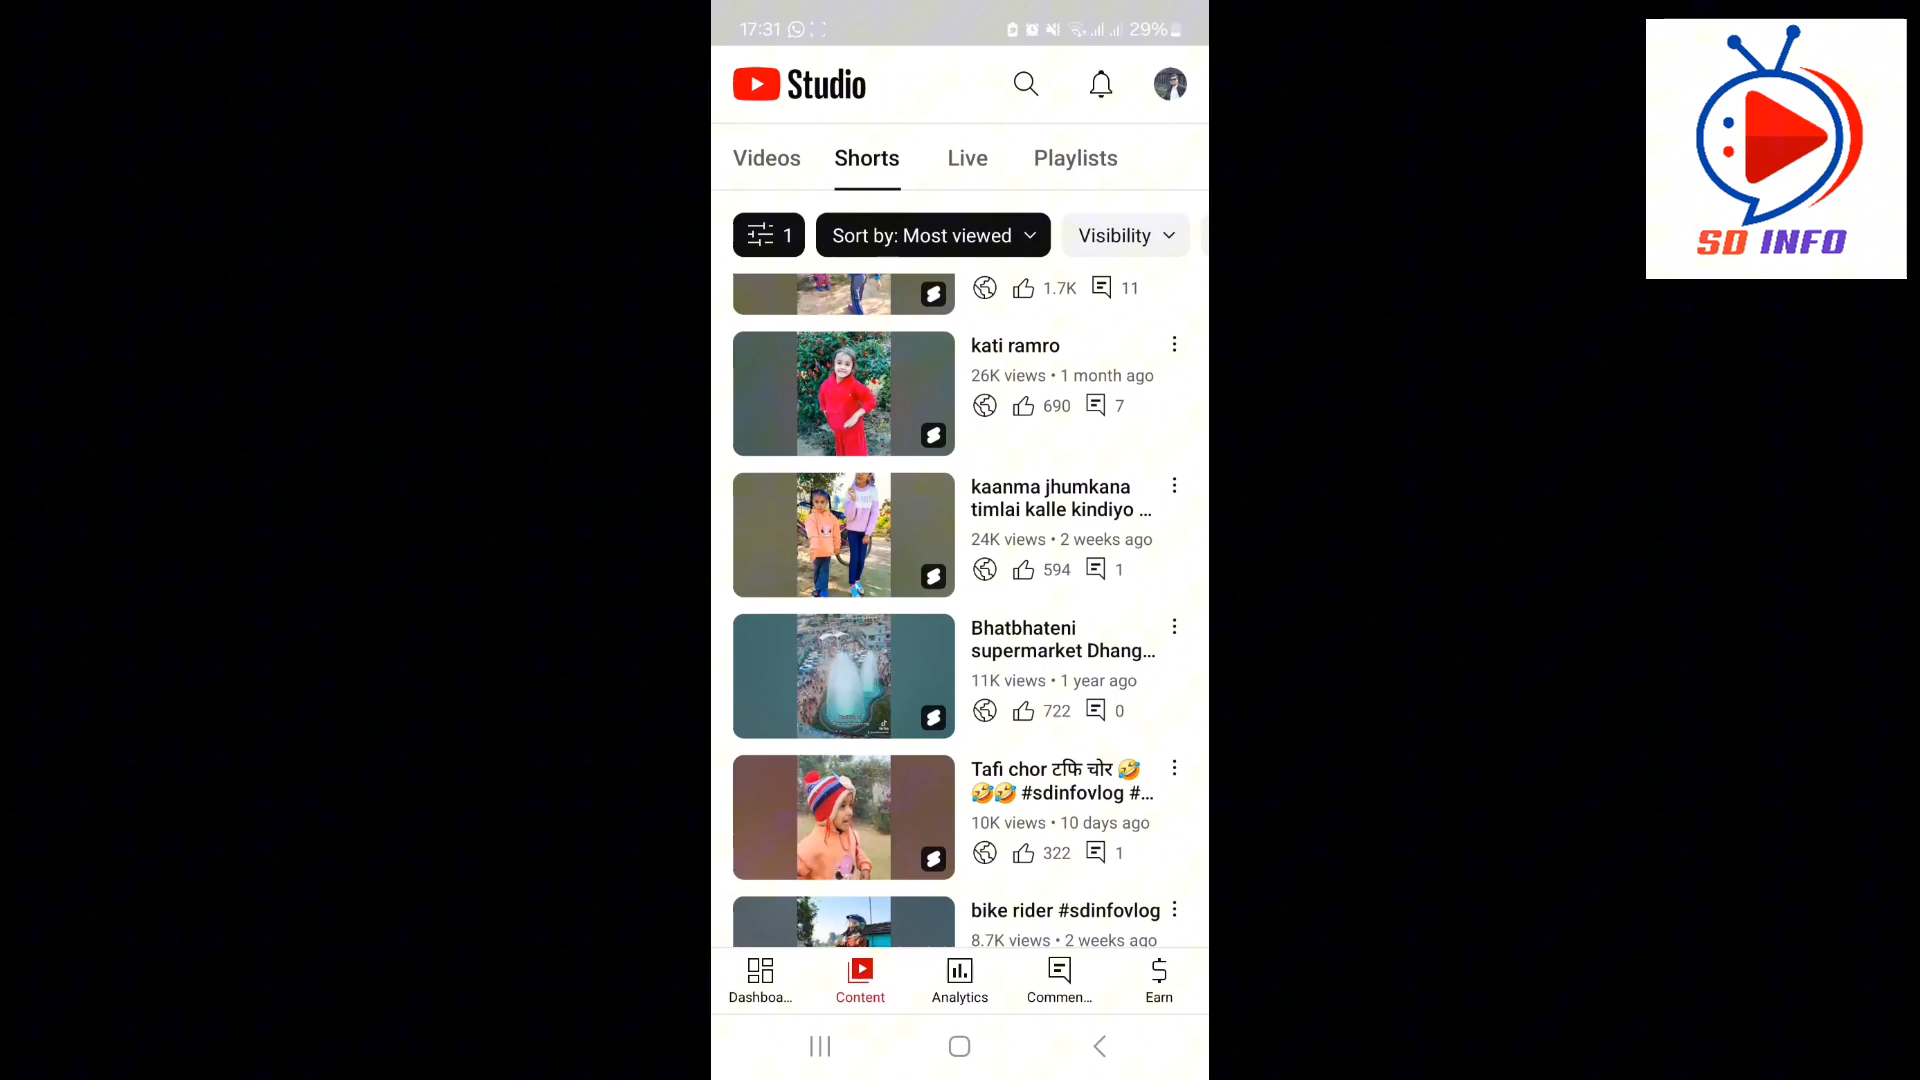 17:31
29%
Studio
Videos
Shorts
Live
Playlists
1
Sort by: Most viewed
Visibility
1.7K
11
kati ramro
26K views • 1 month ago
690
7
kaanma jhumkana
timlai kalle kindiyo ...
24K views • 2 weeks ago
594
1
Bhatbhateni
supermarket Dhang...
11K views • 1 year ago
722
0
Tafi chor टफि चोर 🤣
🤣🤣 #sdinfovlog #...
10K views • 10 days ago
322
1
bike rider #sdinfovlog
8.7K views • 2 weeks ago
Dashboa...
Content
Analytics
Commen...
Earn
SD INFO